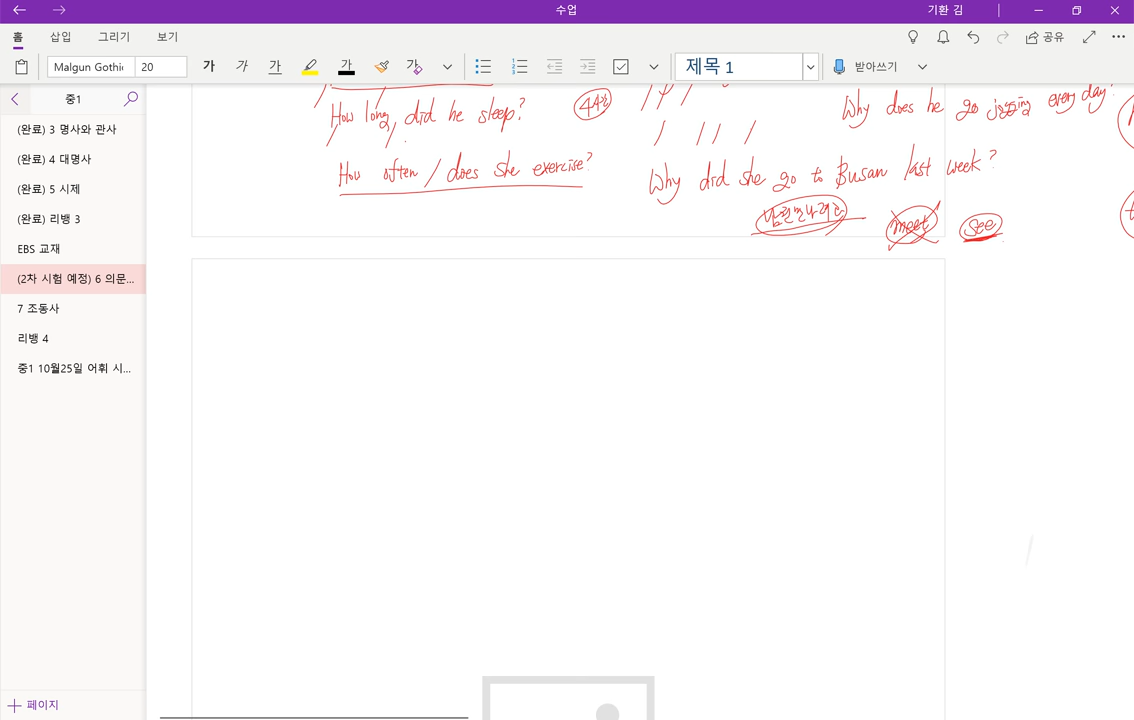 수업
기환 김
홈 삽입 그리기 보기
공유
Malgun Gothic 20 가 가 가 가 가 제목 1 받아쓰기
중1
(완료) 3 명사와 관사
(완료) 4 대명사
(완료) 5 시제
(완료) 리뱅 3
EBS 교재
(2차 시험 예정) 6 의문...
7 조동사
리뱅 4
중1 10월25일 어휘 시...
페이지
How long did he sleep?
How often / does she exercise?
Why does he go jogging every day?
Why did she go to Busan last week?
meet see